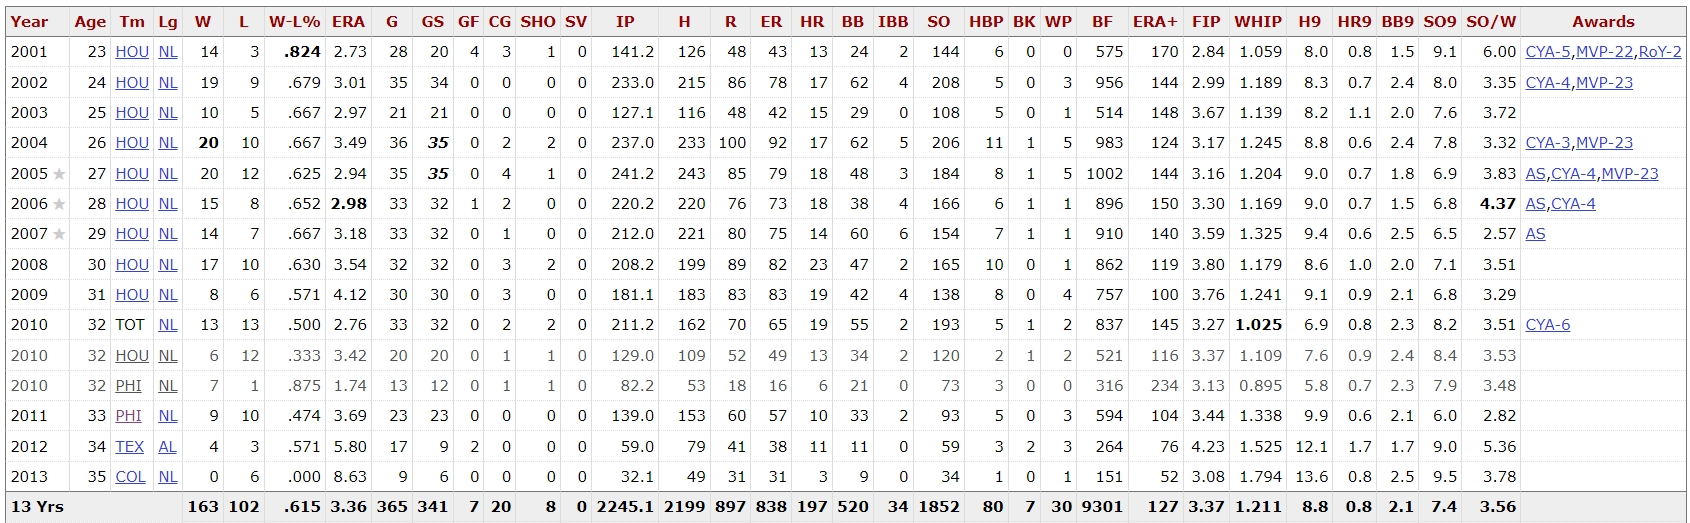 Year Age Tm Lg W L W-L% ERA G GS GF CG SHO SV IP H R ER HR BB IBB SO HBP BK WP BF ERA+ FIP WHIP H9 HR9 BB9 SO9 SO/W Awards
2001 23 HOU NL 14 3 .824 2.73 28 20 4 3 1 0 141.2 126 48 43 13 24 2 144 6 0 0 575 170 2.84 1.059 8.0 0.8 1.5 9.1 6.00 CYA-5,MVP-22,RoY-2
2002 24 HOU NL 19 9 .679 3.01 35 34 0 1 0 0 233.0 215 86 78 17 62 4 208 5 0 3 956 144 2.99 1.189 8.3 0.7 2.4 8.0 3.35 CYA-4,MVP-23
2003 25 HOU NL 10 5 .667 2.97 21 21 0 0 0 0 127.1 116 48 42 15 29 0 108 5 0 1 514 148 3.67 1.139 8.2 1.1 2.0 7.6 3.72
2004 26 HOU NL 20 10 .667 3.49 36 35 0 2 2 0 237.0 233 100 92 17 62 5 206 11 1 5 983 124 3.17 1.245 8.8 0.6 2.4 7.8 3.32 CYA-3,MVP-23
2005 ★ 27 HOU NL 20 12 .625 2.94 35 35 0 4 1 0 241.2 243 85 79 18 48 3 184 8 1 5 1002 144 3.16 1.204 9.0 0.7 1.8 6.9 3.83 AS,CYA-4,MVP-23
2006 ★ 28 HOU NL 15 8 .652 2.98 33 32 1 2 0 0 220.2 220 76 73 18 38 4 166 6 1 1 896 150 3.30 1.169 9.0 0.7 1.5 6.8 4.37 AS,CYA-4
2007 ★ 29 HOU NL 14 7 .667 3.18 33 32 0 1 0 0 212.0 221 80 75 14 60 6 154 7 1 1 910 140 3.59 1.325 9.4 0.6 2.5 6.5 2.57 AS
2008 30 HOU NL 17 10 .630 3.54 32 32 0 3 2 0 208.2 199 89 82 23 47 2 165 10 0 1 862 119 3.80 1.179 8.6 1.0 2.0 7.1 3.51
2009 31 HOU NL 8 6 .571 4.12 30 30 0 3 0 0 181.1 183 83 83 19 42 4 138 8 0 4 757 100 3.76 1.241 9.1 0.9 2.1 6.8 3.29
2010 32 TOT NL 13 13 .500 2.76 33 32 0 2 2 0 211.2 162 70 65 19 55 2 193 5 1 2 837 145 3.27 1.025 6.9 0.8 2.3 8.2 3.51 CYA-6
2010 32 HOU NL 6 12 .333 3.42 20 20 0 1 1 0 129.0 109 52 49 13 34 2 120 2 1 2 521 116 3.37 1.109 7.6 0.9 2.4 8.4 3.53
2010 32 PHI NL 7 1 .875 1.74 13 12 0 1 1 0 82.2 53 18 16 6 21 0 73 3 0 0 316 234 3.13 0.895 5.8 0.7 2.3 7.9 3.48
2011 33 PHI NL 9 10 .474 3.69 23 23 0 0 0 0 139.0 153 60 57 10 33 2 93 5 0 3 594 104 3.44 1.338 9.9 0.6 2.1 6.0 2.82
2012 34 TEX AL 4 3 .571 5.80 17 9 2 0 0 0 59.0 79 41 38 11 11 0 59 3 2 3 264 76 4.23 1.525 12.1 1.7 1.7 9.0 5.36
2013 35 COL NL 0 6 .000 8.63 9 6 0 0 0 0 32.1 49 31 31 3 9 0 34 1 0 1 151 52 3.08 1.794 13.6 0.8 2.5 9.5 3.78
13 Yrs 163 102 .615 3.36 365 341 7 20 8 0 2245.1 2199 897 838 197 520 34 1852 80 7 30 9301 127 3.37 1.211 8.8 0.8 2.1 7.4 3.56